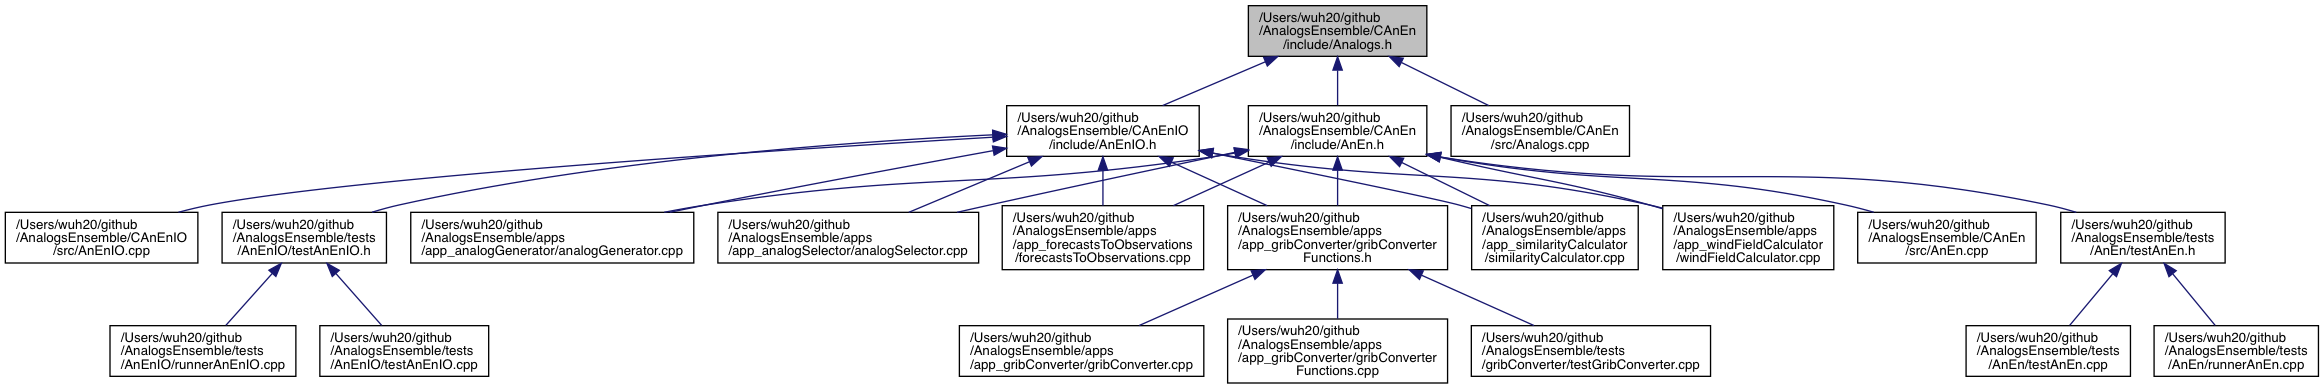 /Users/wuh20/github
/AnalogsEnsemble/CAnEn
/include/Analogs.h
/Users/wuh20/github
/AnalogsEnsemble/CAnEnIO
/include/AnEnIO.h
/Users/wuh20/github
/AnalogsEnsemble/CAnEn
/include/AnEn.h
/Users/wuh20/github
/AnalogsEnsemble/CAnEn
/src/Analogs.cpp
/Users/wuh20/github
/AnalogsEnsemble/CAnEnIO
/src/AnEnIO.cpp
/Users/wuh20/github
/AnalogsEnsemble/tests
/AnEnIO/testAnEnIO.h
/Users/wuh20/github
/AnalogsEnsemble/apps
/app_analogGenerator/analogGenerator.cpp
/Users/wuh20/github
/AnalogsEnsemble/apps
/app_analogSelector/analogSelector.cpp
/Users/wuh20/github
/AnalogsEnsemble/apps
/app_forecastsToObservations
/forecastsToObservations.cpp
/Users/wuh20/github
/AnalogsEnsemble/apps
/app_gribConverter/gribConverter
Functions.h
/Users/wuh20/github
/AnalogsEnsemble/apps
/app_similarityCalculator
/similarityCalculator.cpp
/Users/wuh20/github
/AnalogsEnsemble/apps
/app_windFieldCalculator
/windFieldCalculator.cpp
/Users/wuh20/github
/AnalogsEnsemble/CAnEn
/src/AnEn.cpp
/Users/wuh20/github
/AnalogsEnsemble/tests
/AnEn/testAnEn.h
/Users/wuh20/github
/AnalogsEnsemble/tests
/AnEnIO/runnerAnEnIO.cpp
/Users/wuh20/github
/AnalogsEnsemble/tests
/AnEnIO/testAnEnIO.cpp
/Users/wuh20/github
/AnalogsEnsemble/apps
/app_gribConverter/gribConverter.cpp
/Users/wuh20/github
/AnalogsEnsemble/apps
/app_gribConverter/gribConverter
Functions.cpp
/Users/wuh20/github
/AnalogsEnsemble/tests
/gribConverter/testGribConverter.cpp
/Users/wuh20/github
/AnalogsEnsemble/tests
/AnEn/testAnEn.cpp
/Users/wuh20/github
/AnalogsEnsemble/tests
/AnEn/runnerAnEn.cpp